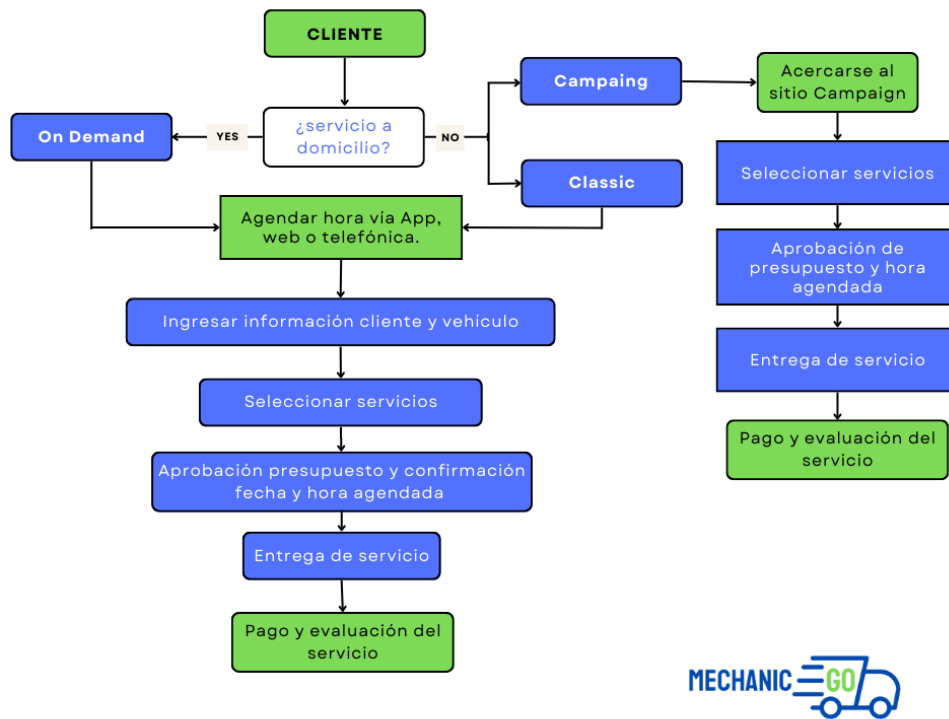 CLIENTE
¿servicio a
domicilio?
YES
NO
On Demand
Campaing
Classic
Acercarse al
sitio Campaign
Agendar hora vía App,
web o telefónica.
Ingresar información cliente y vehículo
Seleccionar servicios
Aprobación presupuesto y confirmación
fecha y hora agendada
Entrega de servicio
Pago y evaluación del
servicio
Seleccionar servicios
Aprobación de
presupuesto y hora
agendada
Entrega de servicio
Pago y evaluación del
servicio
MECHANIC GO